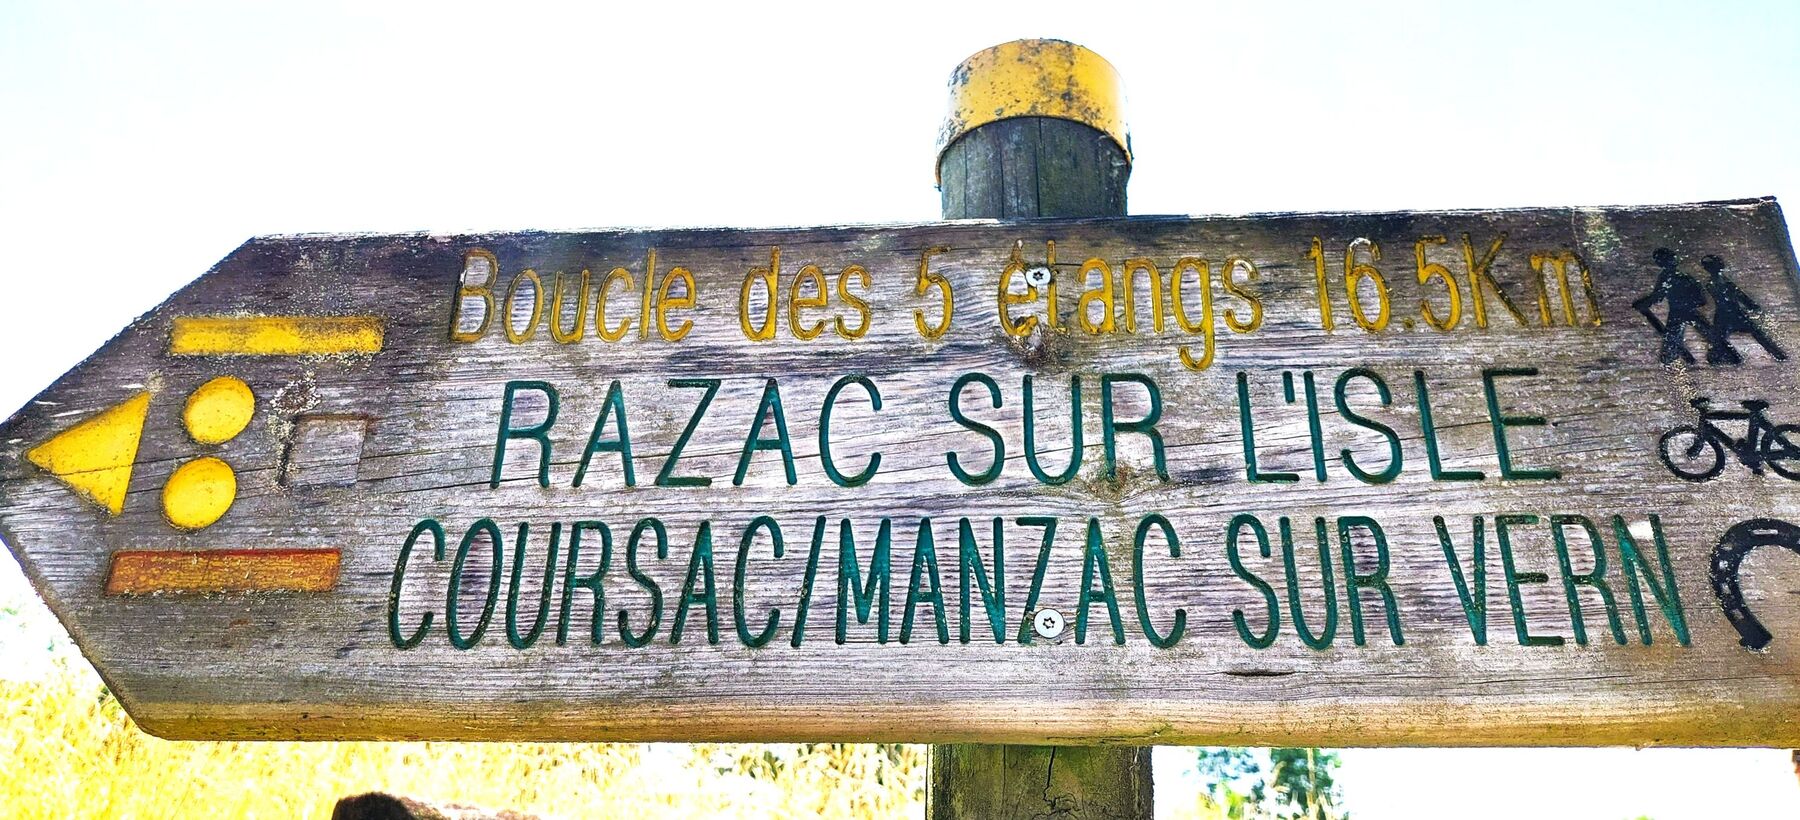 Boucle des 5 étangs 16.5Km
RAZAC SUR L'ISLE
COURSAC/MANZAC SUR VERN